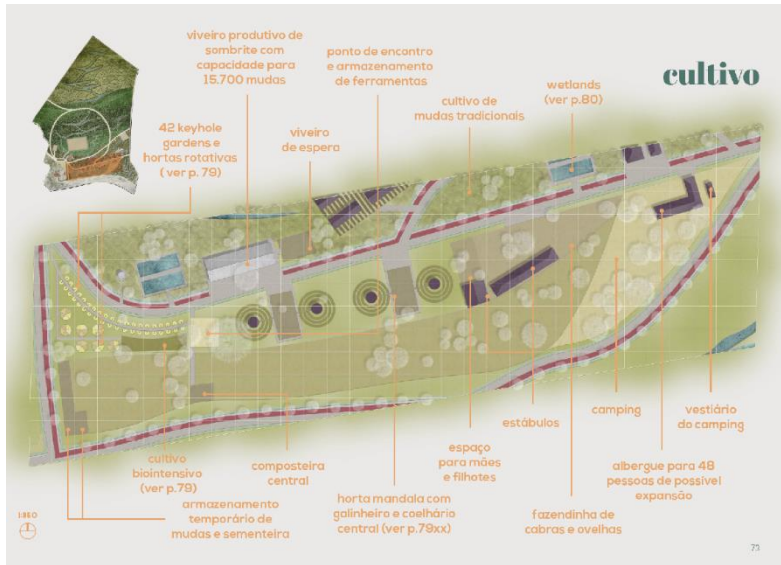 cultivo
viveiro produtivo de
sombrite com
capacidade para
15.700 mudas
ponto de encontro
e armazenamento
de ferramentas
wetlands
(ver p.80)
cultivo de
mudas tradicionais
42 keyhole
gardens e
hortas rotativas
( ver p. 79)
viveiro
de espera
cultivo
biointensivo
(ver p.79)
composteira
central
armazenamento
temporário de
mudas e sementeira
horta mandala com
galinheiro e coelhário
central (ver p.79xx)
espaço
para mães
e filhotes
estábulos
camping
vestiário
do camping
albergue para 48
pessoas de possível
expansão
fazendinha de
cabras e ovelhas
73